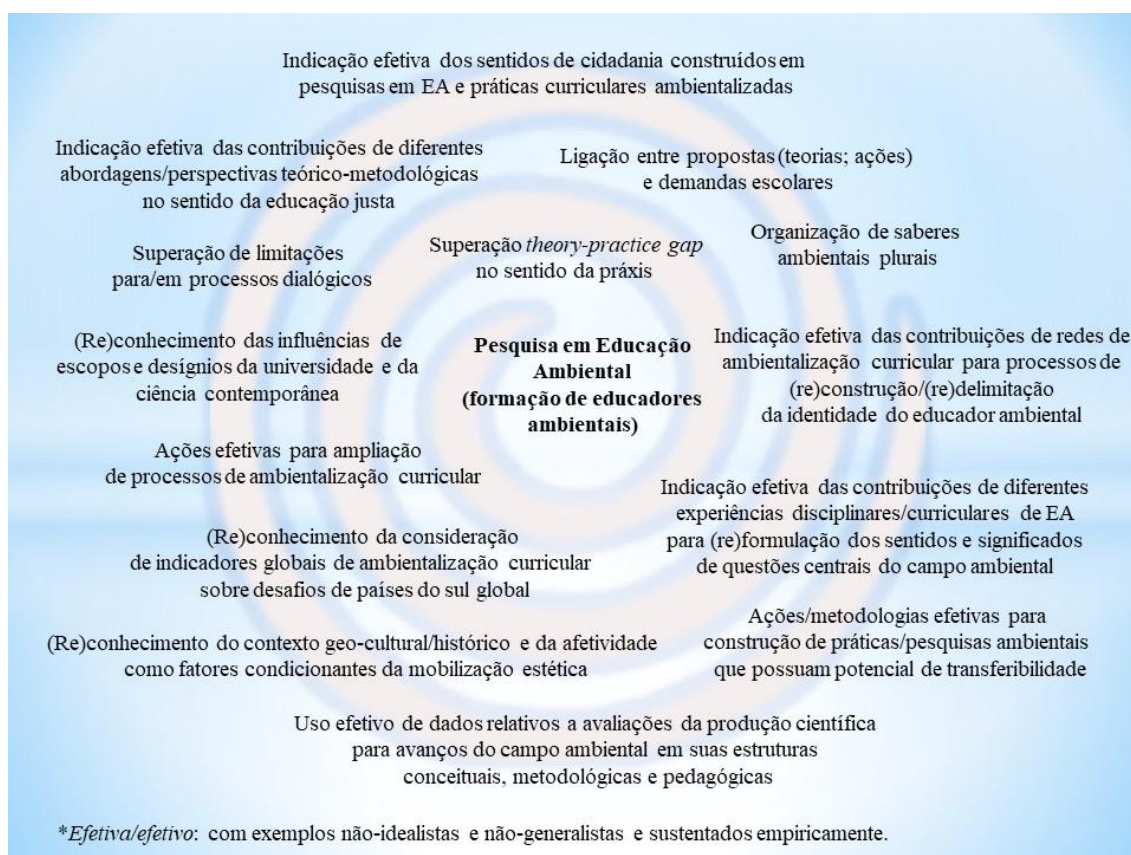 Indicação efetiva dos sentidos de cidadania construídos em
pesquisas em EA e práticas curriculares ambientalizadas
Indicação efetiva das contribuições de diferentes
abordagens/perspectivas teórico-metodológicas
no sentido da educação justa
Ligação entre propostas (teorias; ações)
e demandas escolares
Superação de limitações
para/em processos dialógicos
Superação theory-practice gap
no sentido da práxis
Organização de saberes
ambientais plurais
(Re)conhecimento das influências de
escopos e desígnios da universidade e da
ciência contemporânea
Pesquisa em Educação
Ambiental
(formação de educadores
ambientais)
Indicação efetiva das contribuições de redes de
ambientalização curricular para processos de
(re)construção/(re)delimitação
da identidade do educador ambiental
Ações efetivas para ampliação
de processos de ambientalização curricular
Indicação efetiva das contribuições de diferentes
experiências disciplinares/curriculares de EA
para (re)formulação dos sentidos e significados
de questões centrais do campo ambiental
(Re)conhecimento da consideração
de indicadores globais de ambientalização curricular
sobre desafios de países do sul global
Ações/metodologias efetivas para
construção de práticas/pesquisas ambientais
que possuam potencial de transferibilidade
(Re)conhecimento do contexto geo-cultural/histórico e da afetividade
como fatores condicionantes da mobilização estética
Uso efetivo de dados relativos a avaliações da produção científica
para avanços do campo ambiental em suas estruturas
conceituais, metodológicas e pedagógicas
*Efetiva/efetivo: com exemplos não-idealistas e não-generalistas e sustentados empiricamente.